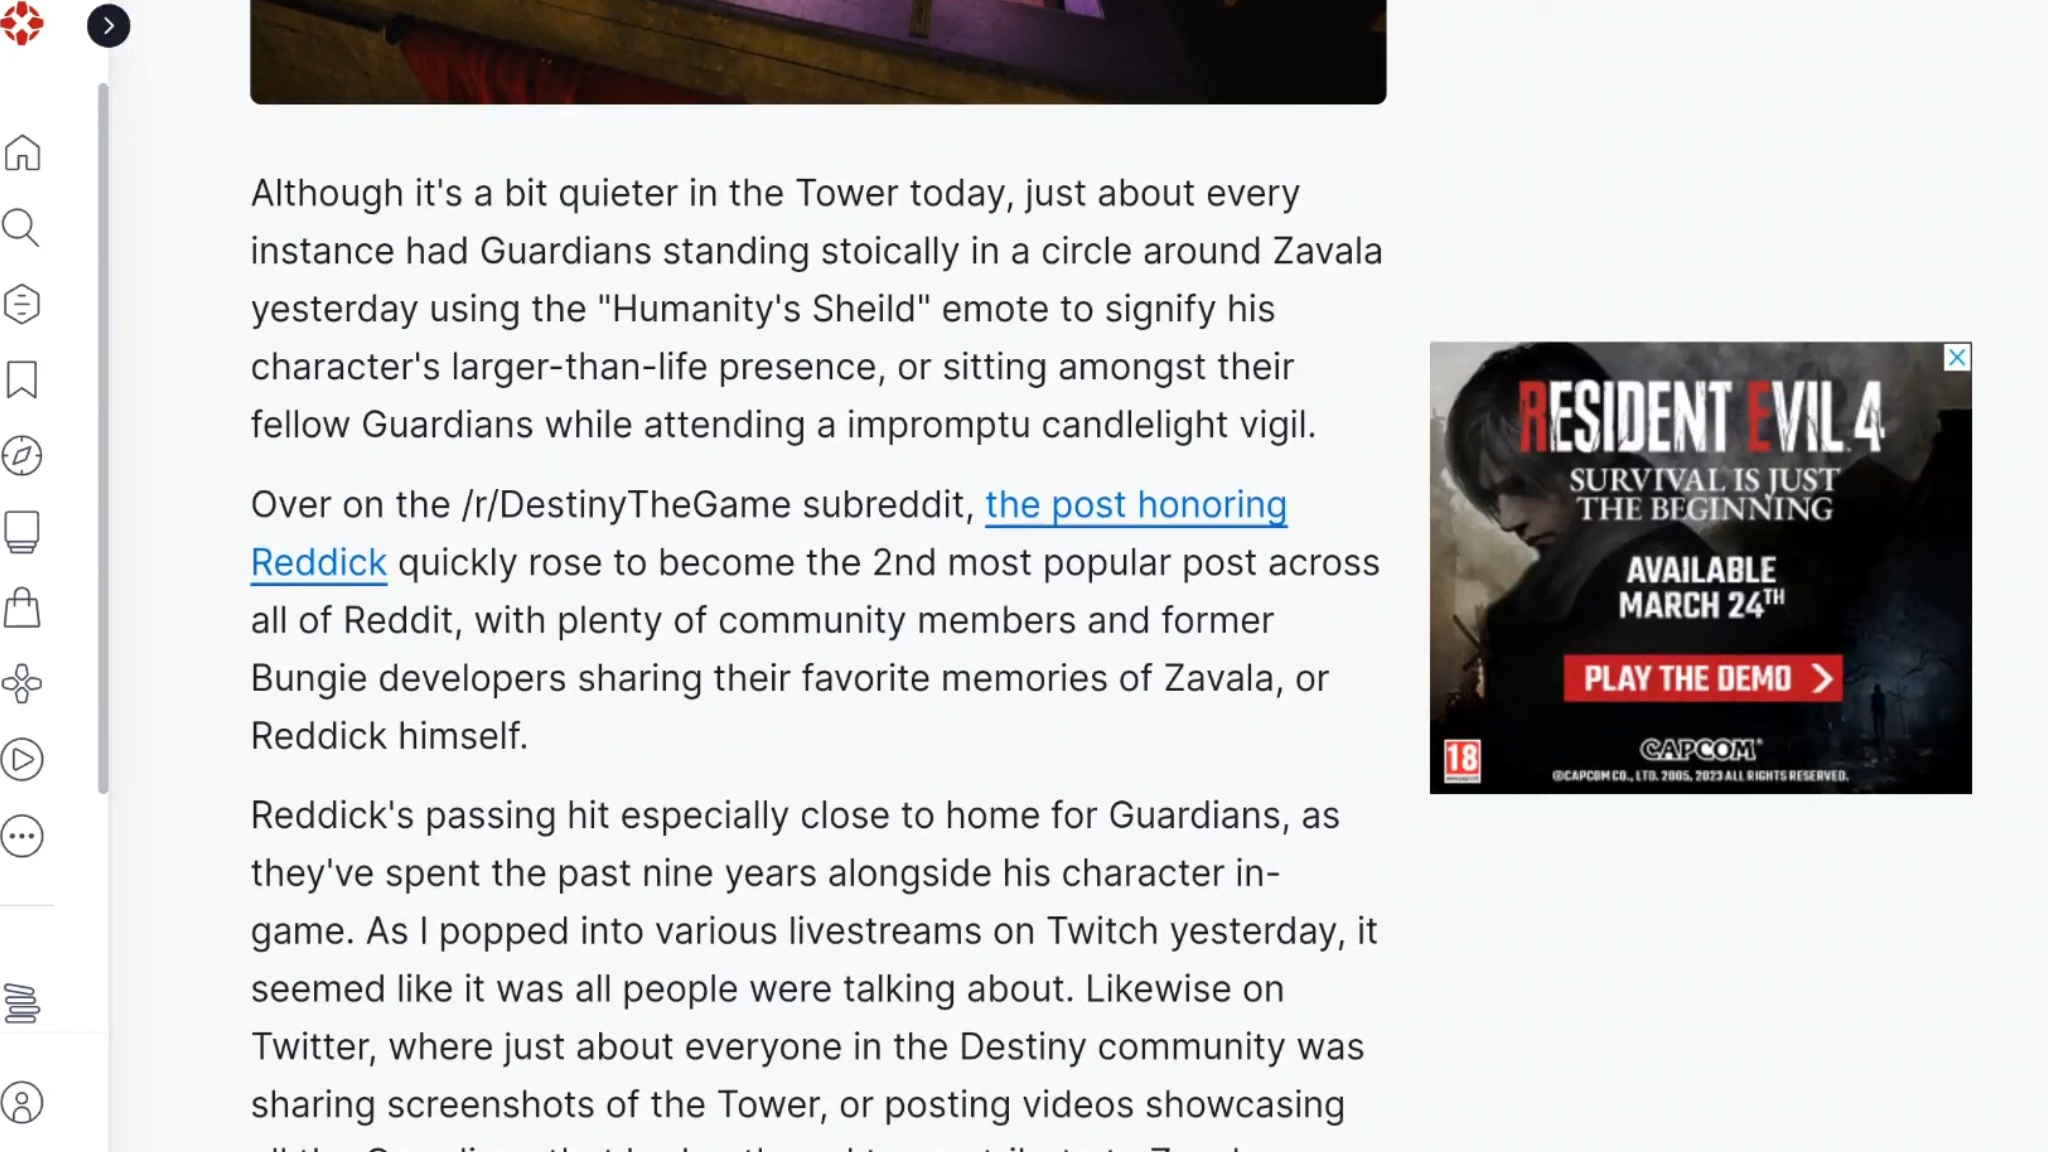 Although it's a bit quieter in the Tower today, just about every
instance had Guardians standing stoically in a circle around Zavala
yesterday using the "Humanity's Sheild" emote to signify his
character's larger-than-life presence, or sitting amongst their
fellow Guardians while attending a impromptu candlelight vigil.
Over on the /r/DestinyTheGame subreddit, the post honoring
Reddick quickly rose to become the 2nd most popular post across
all of Reddit, with plenty of community members and former
Bungie developers sharing their favorite memories of Zavala, or
Reddick himself.
Reddick's passing hit especially close to home for Guardians, as
they've spent the past nine years alongside his character in-
game. As I popped into various livestreams on Twitch yesterday, it
seemed like it was all people were talking about. Likewise on
Twitter, where just about everyone in the Destiny community was
sharing screenshots of the Tower, or posting videos showcasing
RESIDENT EVIL 4
SURVIVAL IS JUST
THE BEGINNING
AVAILABLE
MARCH 24TH
PLAY THE DEMO
18
CAPCOM
©CAPCOM CO., LTD. 2005, 2023 ALL RIGHTS RESERVED.